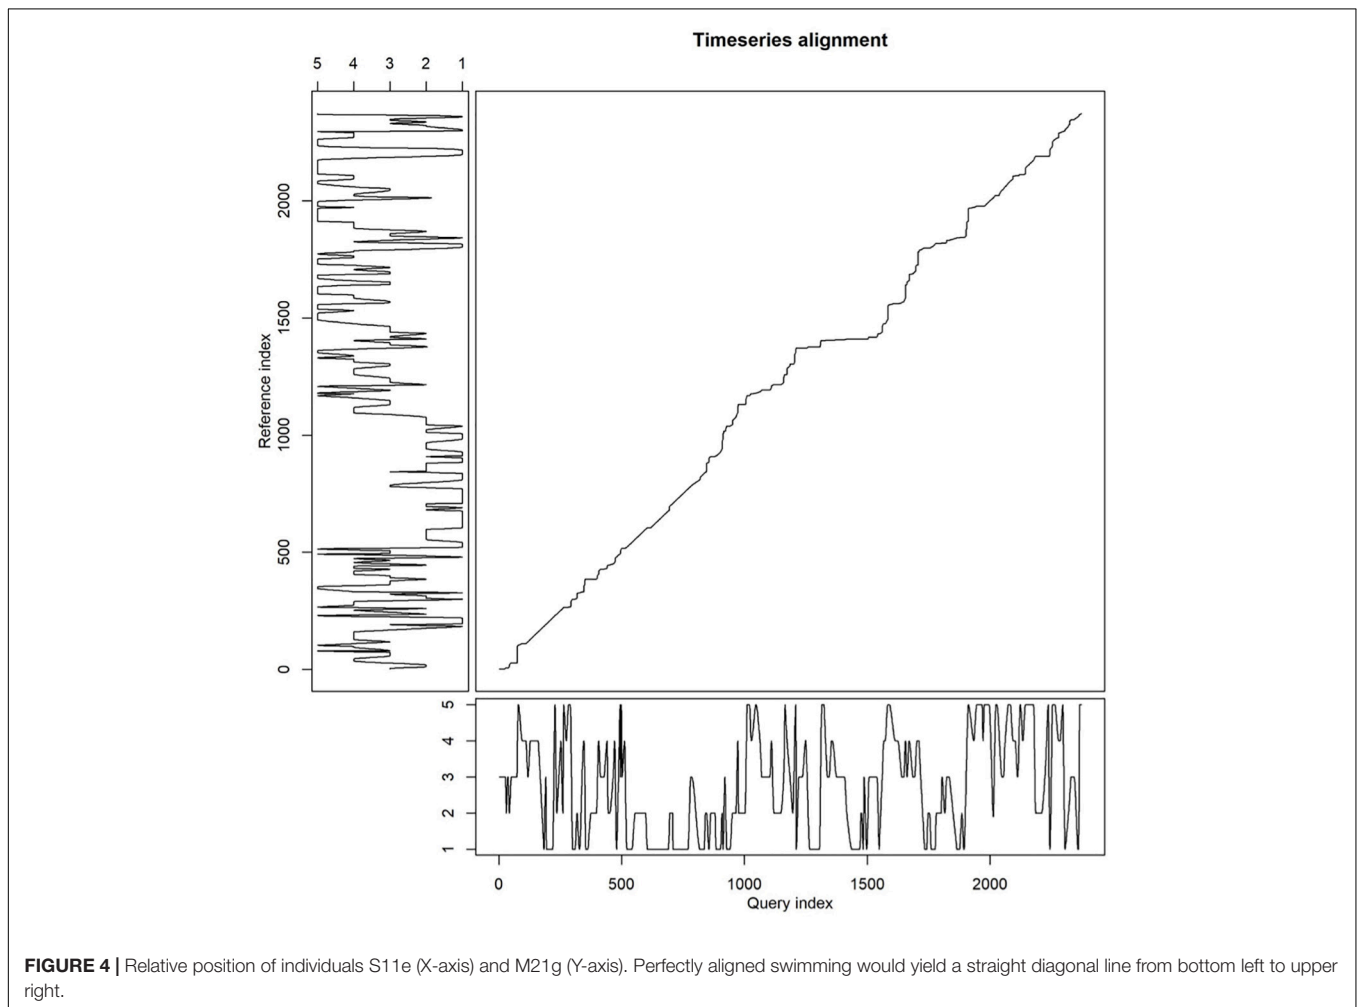 Timeseries alignment
5 4 3 2 1
Reference index
2000
1500
1000
500
0
5
4
3
2
1
0 500 1000 1500 2000
Query index
FIGURE 4 | Relative position of individuals S11e (X-axis) and M21g (Y-axis). Perfectly aligned swimming would yield a straight diagonal line from bottom left to upper
right.